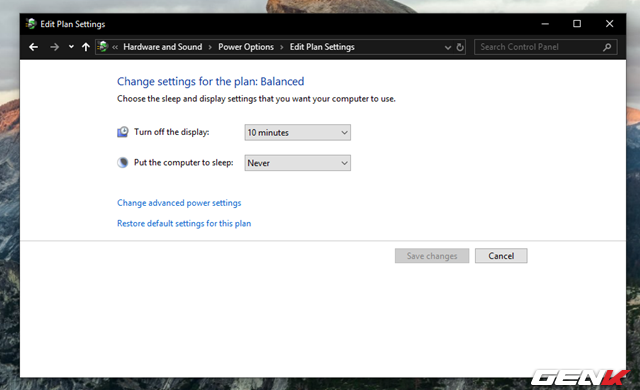 Edit Plan Settings
« Hardware and Sound › Power Options › Edit Plan Settings
Search Control Panel
Change settings for the plan: Balanced
Choose the sleep and display settings that you want your computer to use.
Turn off the display: 10 minutes
Put the computer to sleep: Never
Change advanced power settings
Restore default settings for this plan
Save changes Cancel
GENK